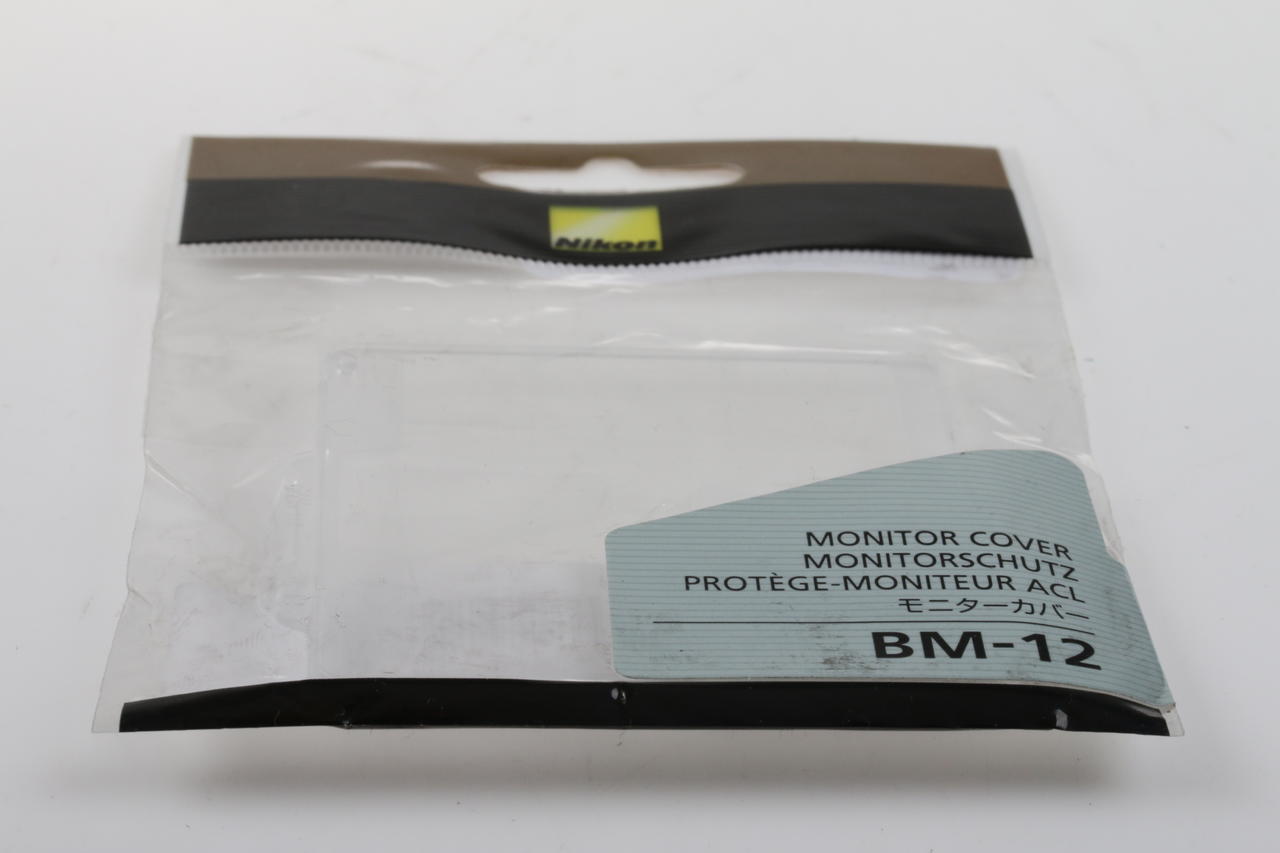 Nikon
MONITOR COVER
MONITORSCHUTZ
PROTÈGE-MONITEUR ACL
モニターカバー
BM-12